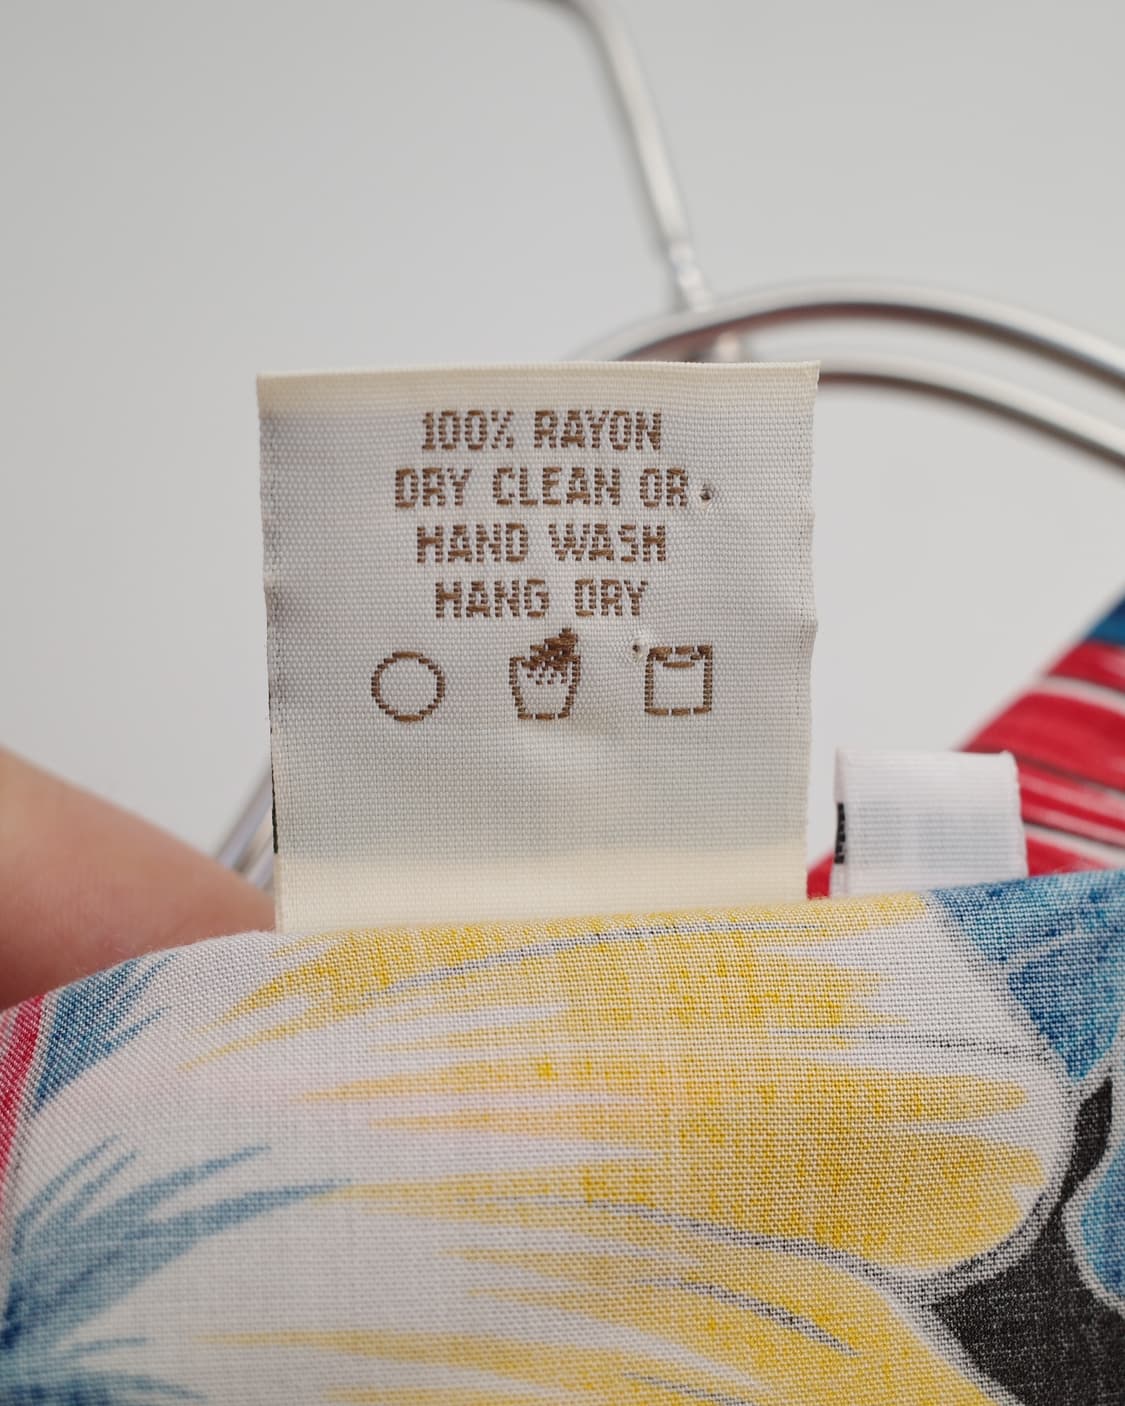 100% RAYON
DRY CLEAN OR
HAND WASH
HANG DRY